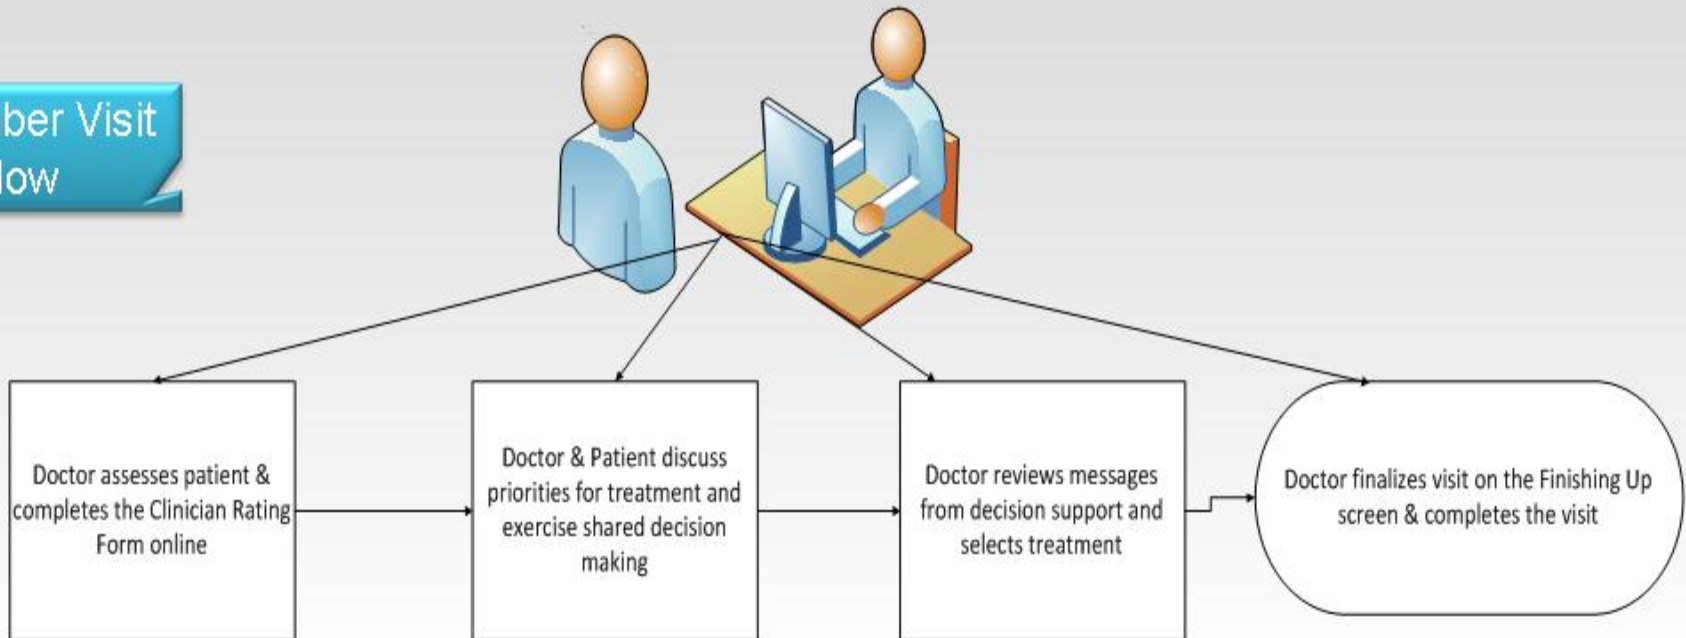 ber Visit
low
Doctor assesses patient &
completes the Clinician Rating
Form online
Doctor & Patient discuss
priorities for treatment and
exercise shared decision
making
Doctor reviews messages
from decision support and
selects treatment
Doctor finalizes visit on the Finishing Up
screen & completes the visit